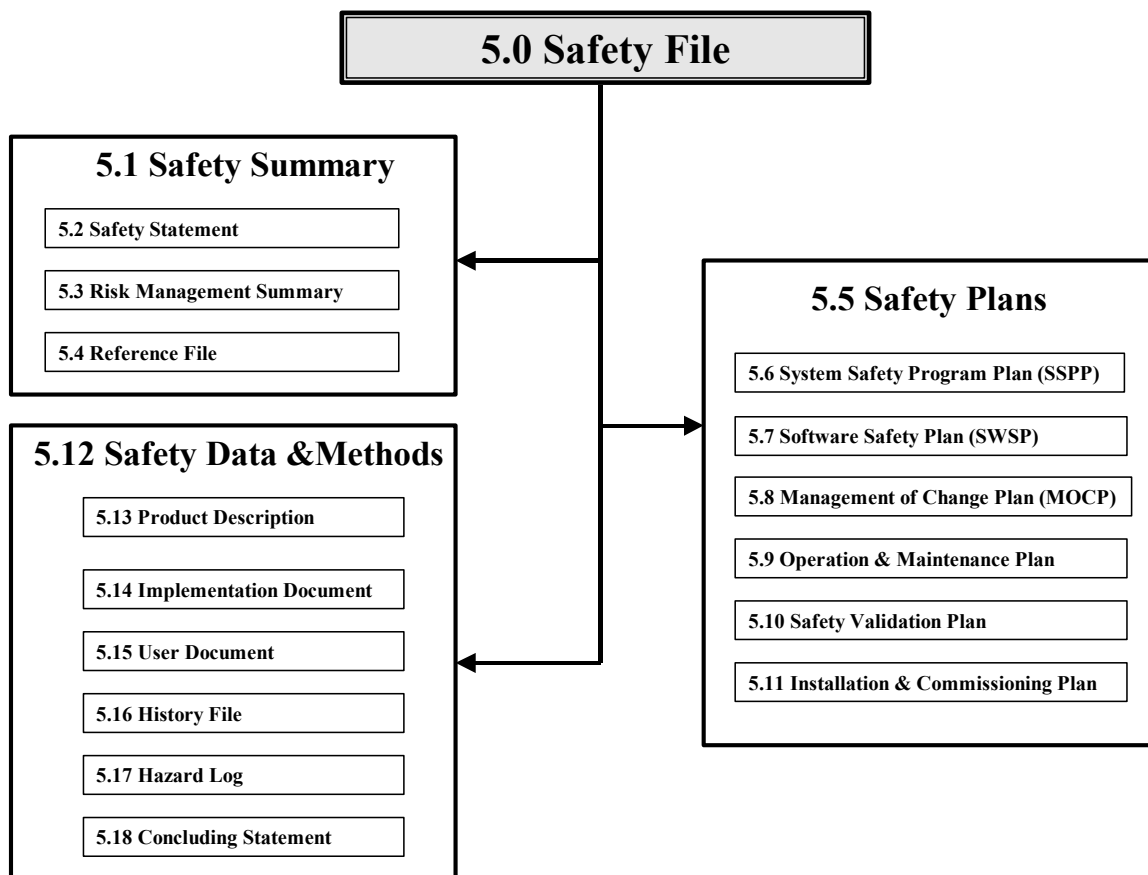 5.0 Safety File
5.1 Safety Summary
5.2 Safety Statement
5.3 Risk Management Summary
5.4 Reference File
5.5 Safety Plans
5.6 System Safety Program Plan (SSPP)
5.7 Software Safety Plan (SWSP)
5.8 Management of Change Plan (MOCP)
5.9 Operation & Maintenance Plan
5.10 Safety Validation Plan
5.11 Installation & Commissioning Plan
5.12 Safety Data &Methods
5.13 Product Description
5.14 Implementation Document
5.15 User Document
5.16 History File
5.17 Hazard Log
5.18 Concluding Statement